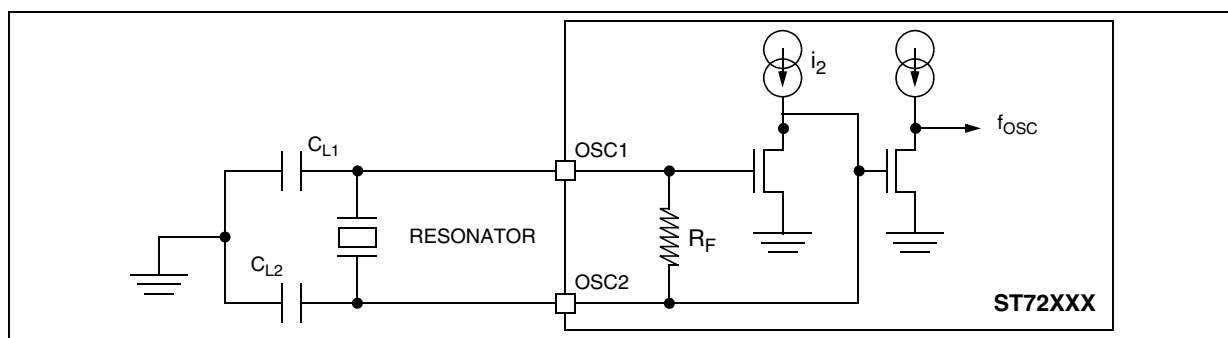 i2
fOSC
CL1
OSC1
RESONATOR
RF
CL2
OSC2
ST72XXX